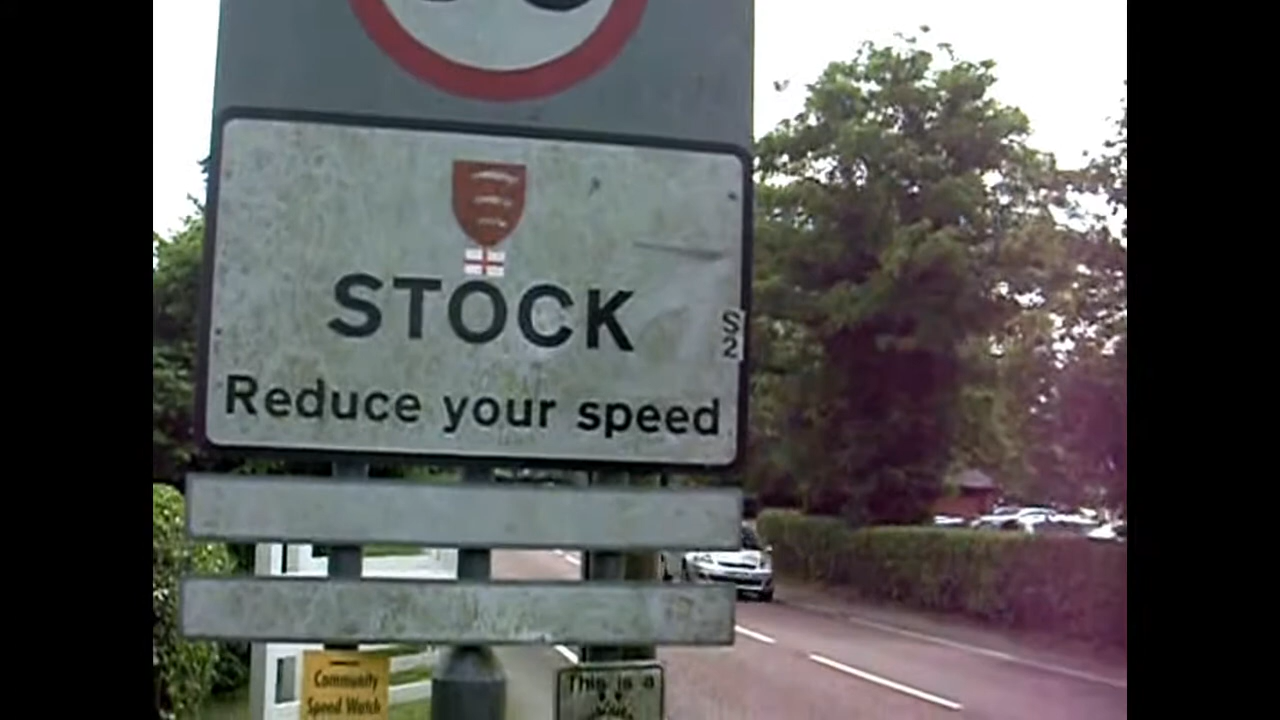 STOCK
S2
Reduce your speed
Community
Speed Watch
This is a